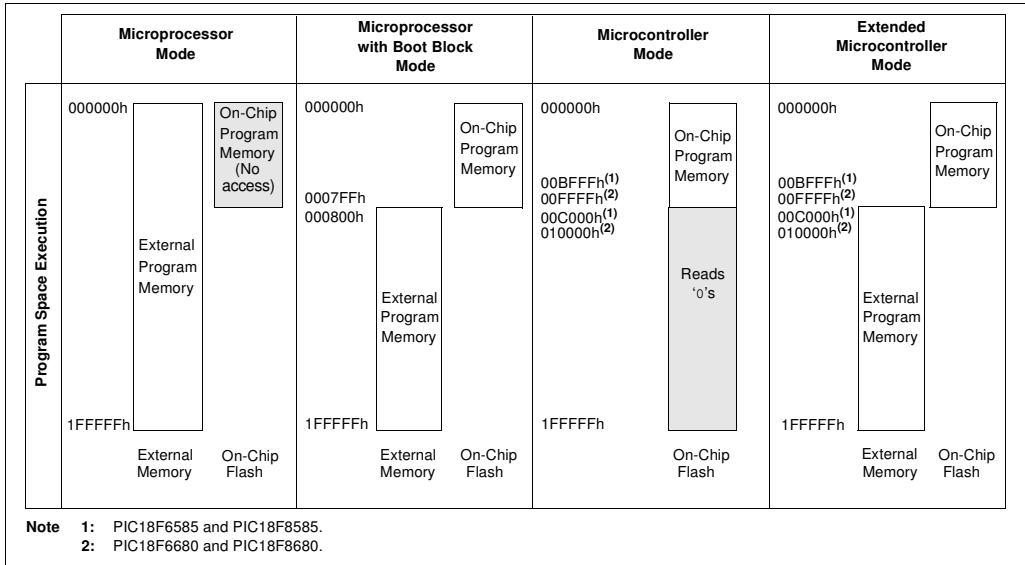 Microprocessor
Mode
Microprocessor
with Boot Block
Mode
Microcontroller
Mode
Extended
Microcontroller
Mode
Program Space Execution
000000h
On-Chip
Program
Memory
(No
access)
External
Program
Memory
1FFFFFh
External
Memory
On-Chip
Flash
000000h
On-Chip
Program
Memory
0007FFh
000800h
External
Program
Memory
1FFFFFh
External
Memory
On-Chip
Flash
000000h
On-Chip
Program
Memory
00BFFFh(1)
00FFFFh(2)
00C000h(1)
010000h(2)
Reads
‘0’s
1FFFFFh
On-Chip
Flash
000000h
On-Chip
Program
Memory
00BFFFh(1)
00FFFFh(2)
00C000h(1)
010000h(2)
External
Program
Memory
1FFFFFh
External
Memory
On-Chip
Flash
Note 1: PIC18F6585 and PIC18F8585.
2: PIC18F6680 and PIC18F8680.